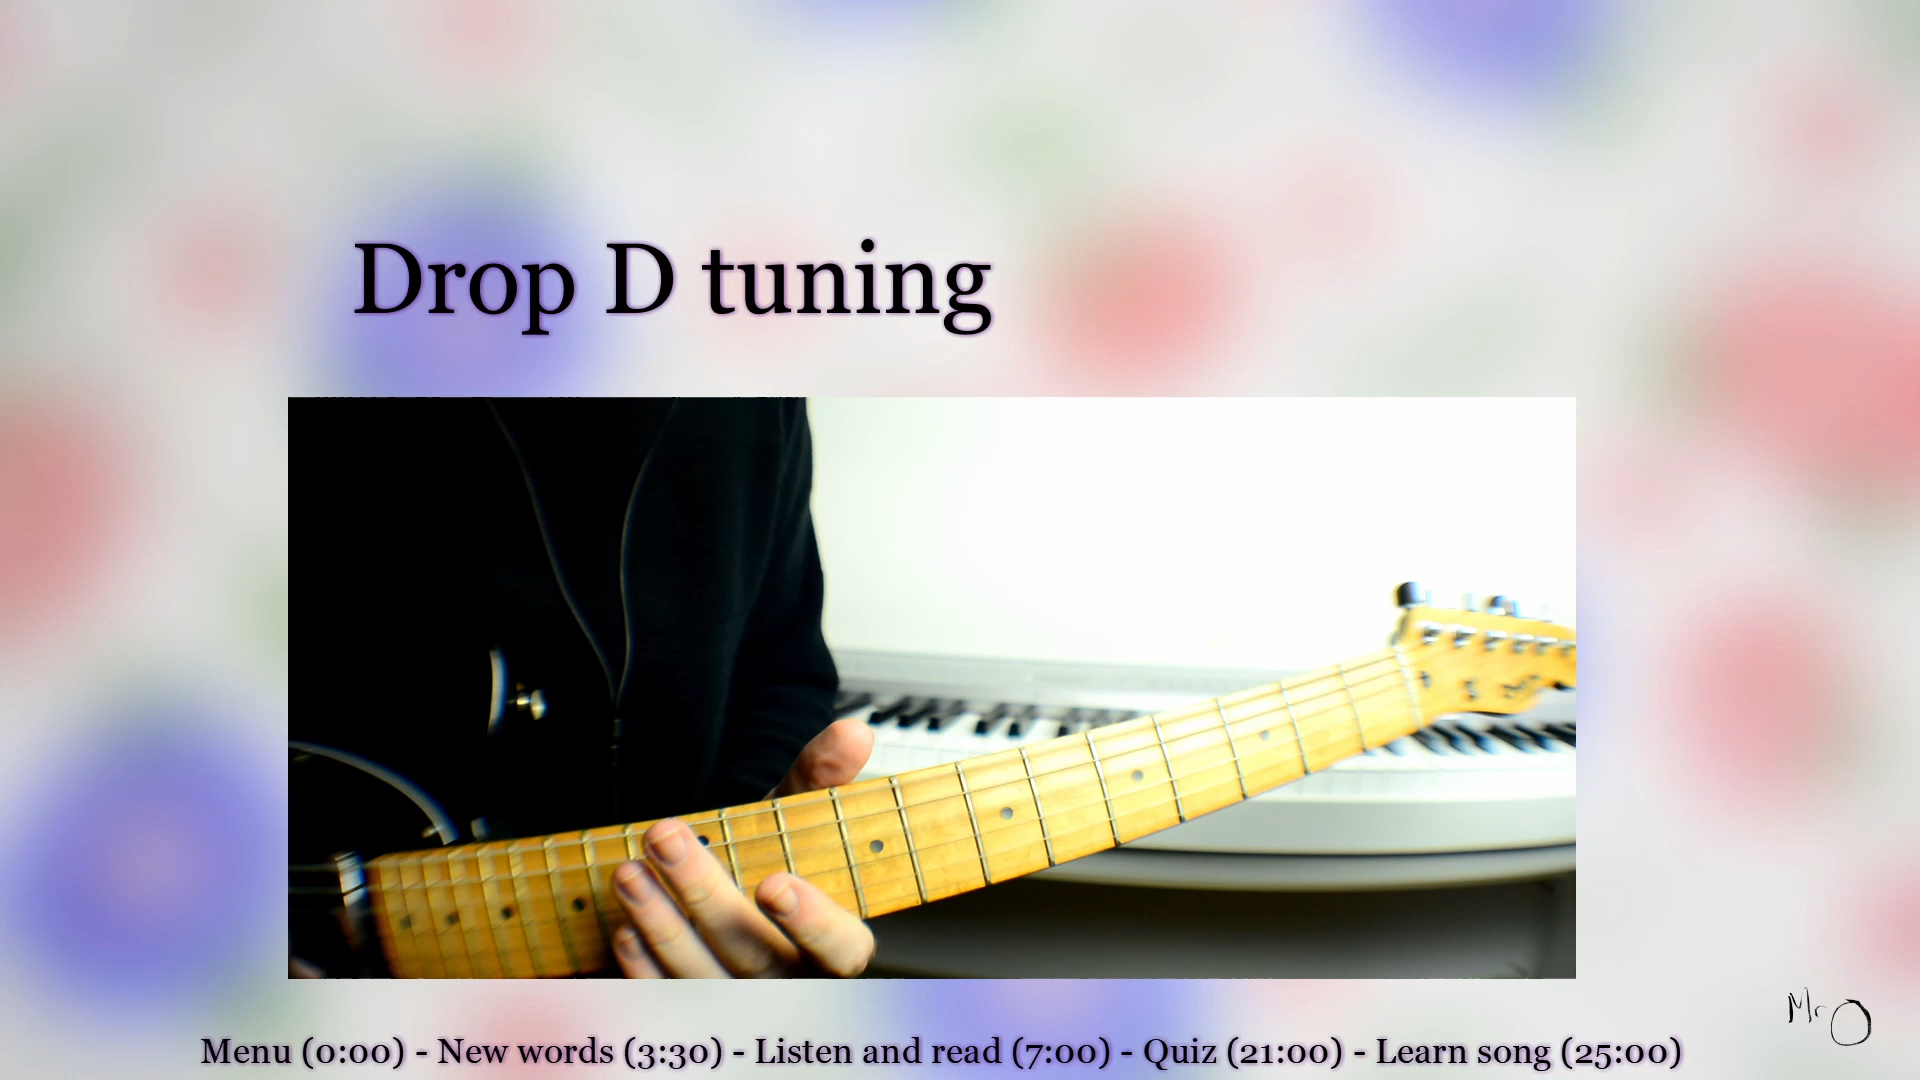 Drop D tuning
Mr O
Menu (0:00) - New words (3:30) - Listen and read (7:00) - Quiz (21:00) - Learn song (25:00)